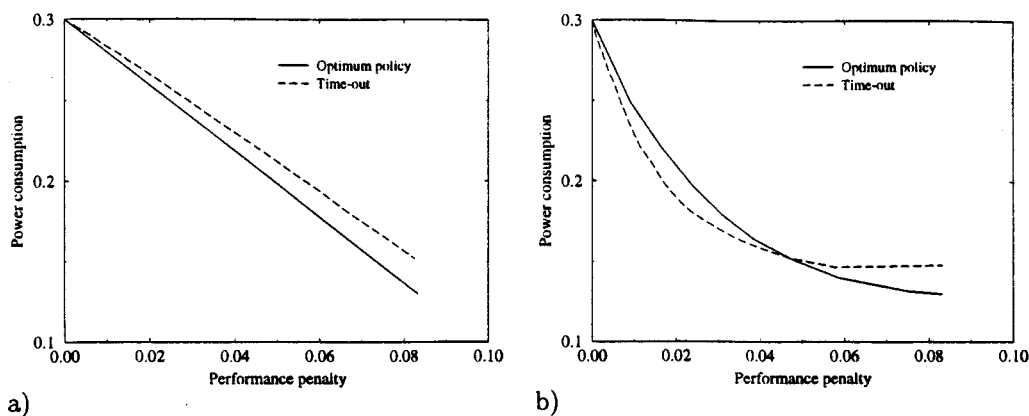 0.3
0.2
0.1
Power consumption
Optimum policy
Time-out
0.00 0.02 0.04 0.06 0.08 0.10
Performance penalty
a)
0.3
0.2
0.1
Power consumption
Optimum policy
Time-out
0.00 0.02 0.04 0.06 0.08 0.10
Performance penalty
b)